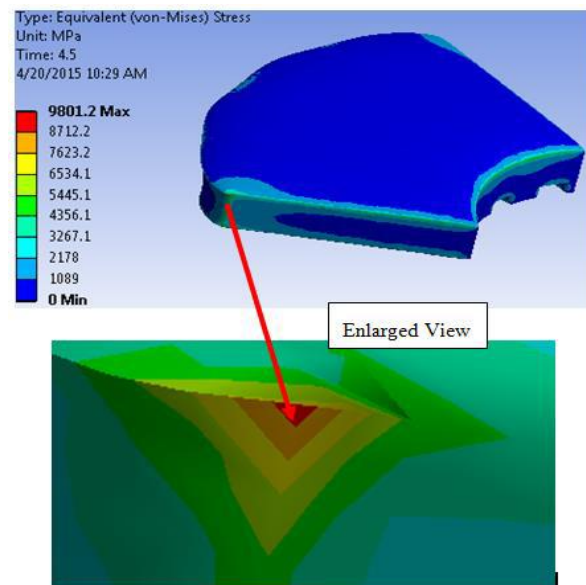 Type: Equivalent (von-Mises) Stress
Unit: MPa
Time: 4.5
4/20/2015 10:29 AM
9801.2 Max
8712.2
7623.2
6534.1
5445.1
4356.1
3267.1
2178
1089
0 Min
Enlarged View